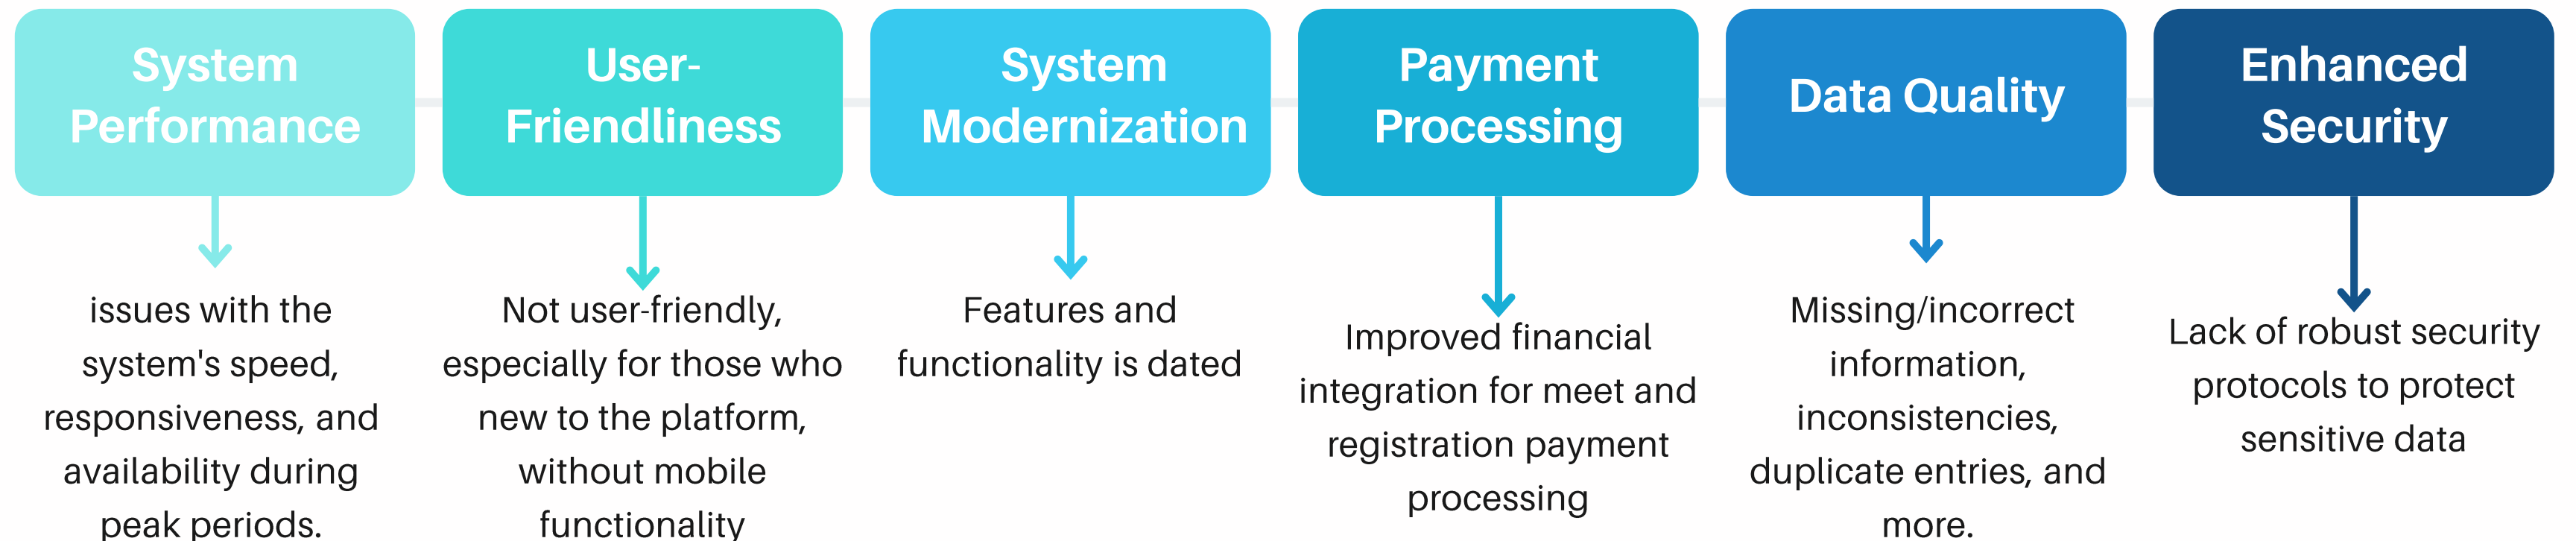 System
Performance
issues with the
system's speed,
responsiveness, and
availability during
peak periods.
User-
Friendliness
Not user-friendly,
especially for those who
new to the platform,
without mobile
functionality
System
Modernization
Features and
functionality is dated
Payment
Processing
Improved financial
integration for meet and
registration payment
processing
Data Quality
Missing/incorrect
information,
inconsistencies,
duplicate entries, and
more.
Enhanced
Security
Lack of robust security
protocols to protect
sensitive data